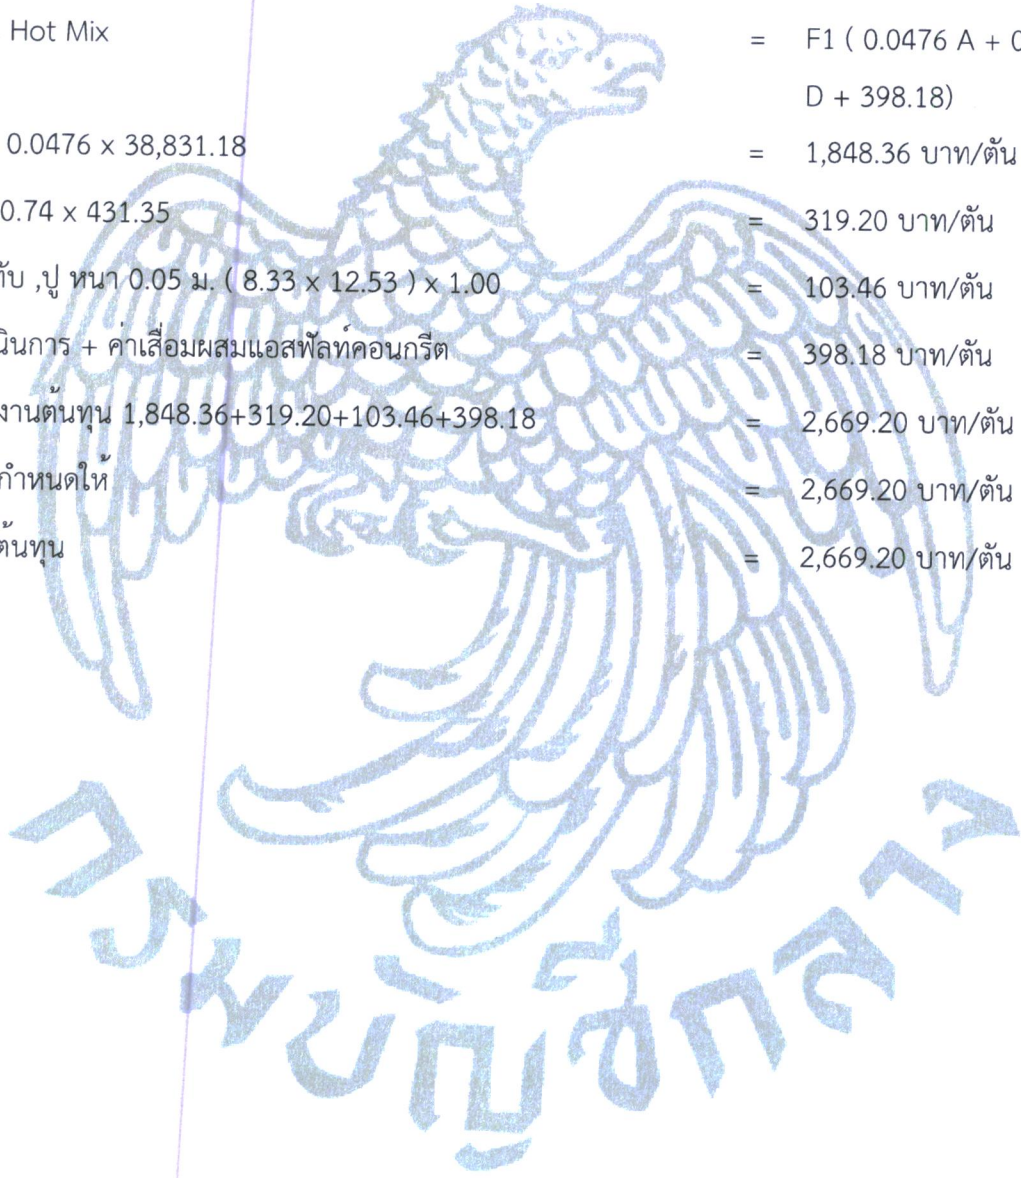 Hot Mix = F1 ( 0.0476 A + 0
D + 398.18)
0.0476 x 38,831.18 = 1,848.36 บาท/ตัน
0.74 x 431.35 = 319.20 บาท/ตัน
ทับ ,ปู หนา 0.05 ม. ( 8.33 x 12.53 ) x 1.00 = 103.46 บาท/ตัน
นินการ + ค่าเสื่อมผสมแอสฟัลท์คอนกรีต = 398.18 บาท/ตัน
งานต้นทุน 1,848.36+319.20+103.46+398.18 = 2,669.20 บาท/ตัน
กำหนดให้ = 2,669.20 บาท/ตัน
ต้นทุน = 2,669.20 บาท/ตัน
กรมบัญชีกลาง